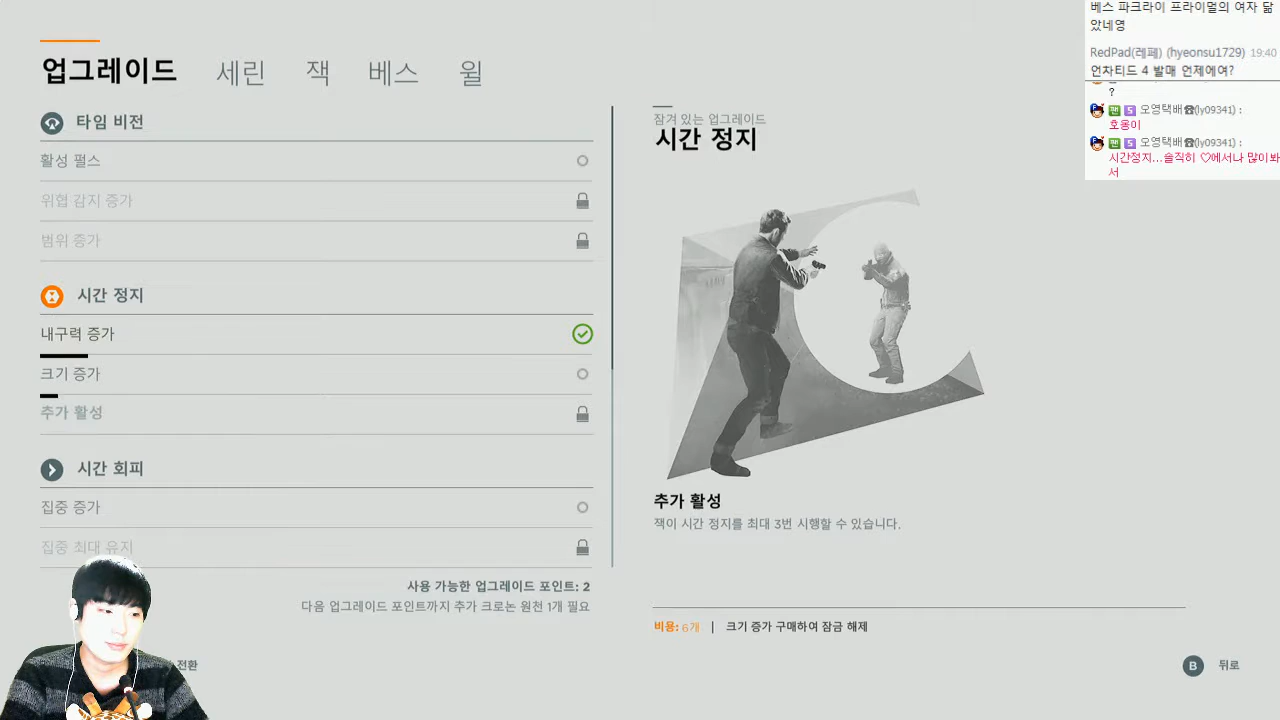 업그레이드 세린 잭 베스 윌
타임 비전
활성 펄스
위협 감지 증가
범위 증가
시간 정지
내구력 증가
크기 증가
추가 활성
시간 회피
집중 증가
집중 최대 유지
사용 가능한 업그레이드 포인트: 2
다음 업그레이드 포인트까지 추가 크로논 원천 1개 필요
전환
잠겨 있는 업그레이드
시간 정지
추가 활성
잭이 시간 정지를 최대 3번 시행할 수 있습니다.
비용: 6개 | 크기 증가 구매하여 잠금 해제
B 뒤로
베스 파크라이 프라이멀의 여자 닮
았네영
RedPad(레페) (hyeonsu1729) 19:40
언차티드 4 발매 언제에여?
?
팬 S 오영택배☎(ly09341) :
호옹이
팬 S 오영택배☎(ly09341) :
시간정지...솔직히 ♡에서나 많이봐
서